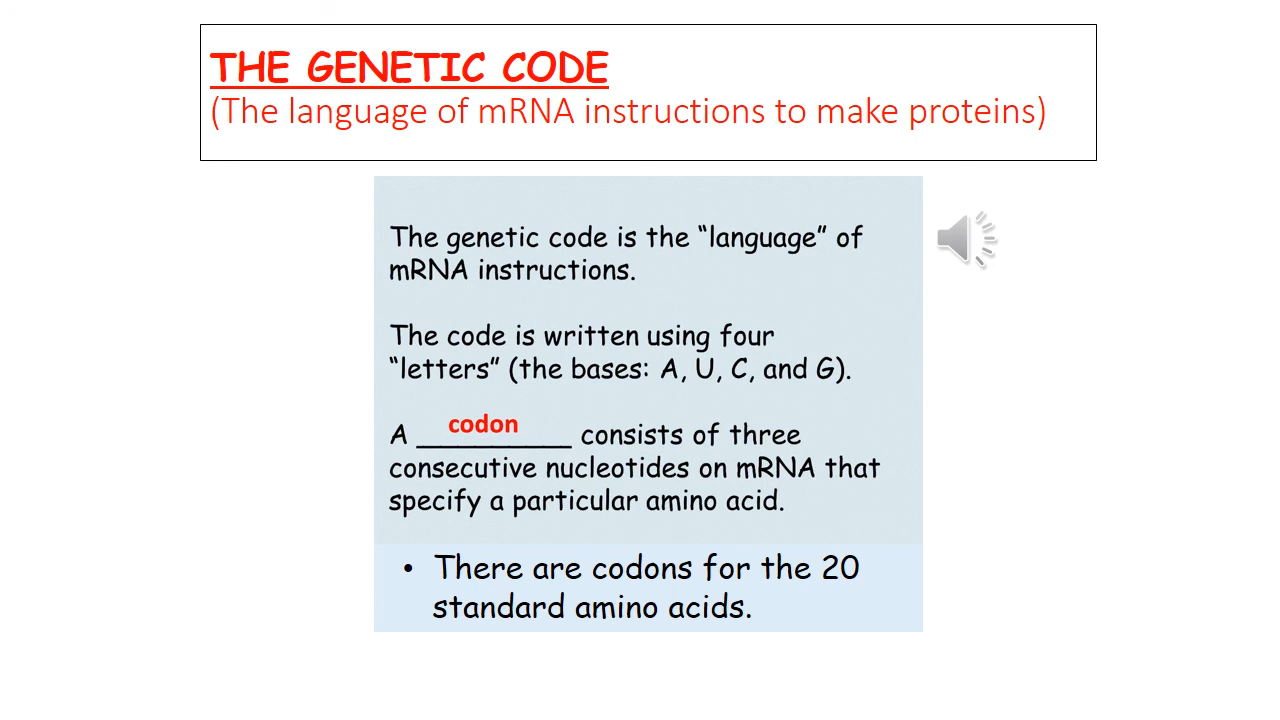 THE GENETIC CODE
(The language of mRNA instructions to make proteins)
The genetic code is the “language” of
mRNA instructions.
The code is written using four
“letters” (the bases: A, U, C, and G).
A __________ consists of three
codon
consecutive nucleotides on mRNA that
specify a particular amino acid.
• There are codons for the 20
standard amino acids.